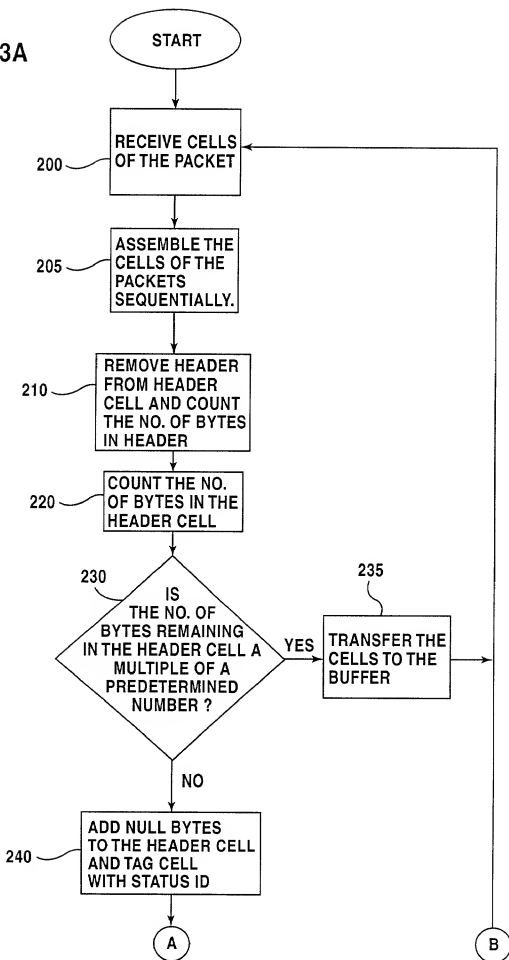 3A
START
RECEIVE CELLS
OF THE PACKET
200
ASSEMBLE THE
CELLS OF THE
PACKETS
SEQUENTIALLY.
205
REMOVE HEADER
FROM HEADER
CELL AND COUNT
THE NO. OF BYTES
IN HEADER
210
COUNT THE NO.
OF BYTES IN THE
HEADER CELL
220
230
IS
THE NO. OF
BYTES REMAINING
IN THE HEADER CELL A
MULTIPLE OF A
PREDETERMINED
NUMBER ?
YES
235
TRANSFER THE
CELLS TO THE
BUFFER
NO
ADD NULL BYTES
TO THE HEADER CELL
AND TAG CELL
WITH STATUS ID
240
A
B